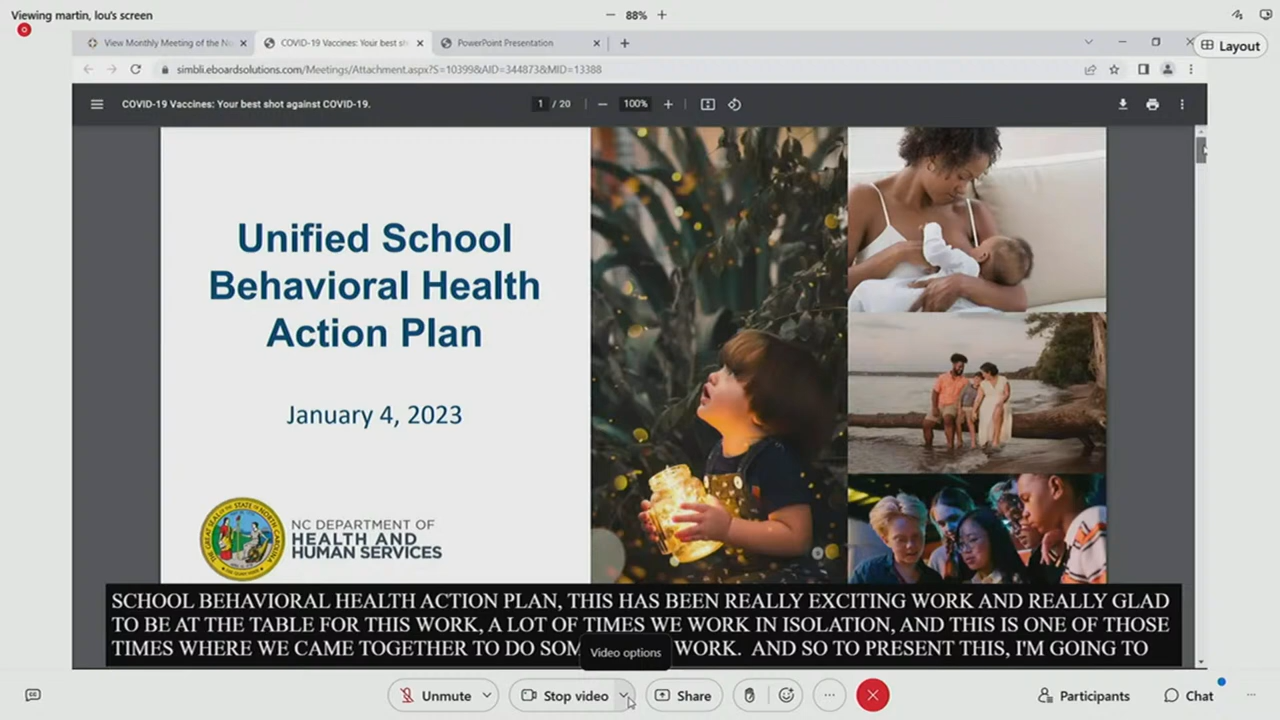 Viewing martin, lou's screen
88%
Layout
View Monthly Meeting of the No
COVID-19 Vaccines: Your best sh
PowerPoint Presentation
simbli.eboardsolutions.com/Meetings/Attachment.aspx?S=10399&AID=344873&MID=13388
COVID-19 Vaccines: Your best shot against COVID-19.
1 / 20
100%
Unified School
Behavioral Health
Action Plan
January 4, 2023
NC DEPARTMENT OF
HEALTH AND
HUMAN SERVICES
SCHOOL BEHAVIORAL HEALTH ACTION PLAN, THIS HAS BEEN REALLY EXCITING WORK AND REALLY GLAD
TO BE AT THE TABLE FOR THIS WORK, A LOT OF TIMES WE WORK IN ISOLATION, AND THIS IS ONE OF THOSE
TIMES WHERE WE CAME TOGETHER TO DO SOM WORK. AND SO TO PRESENT THIS, I'M GOING TO
Video options
Unmute
Stop video
Share
Participants
Chat